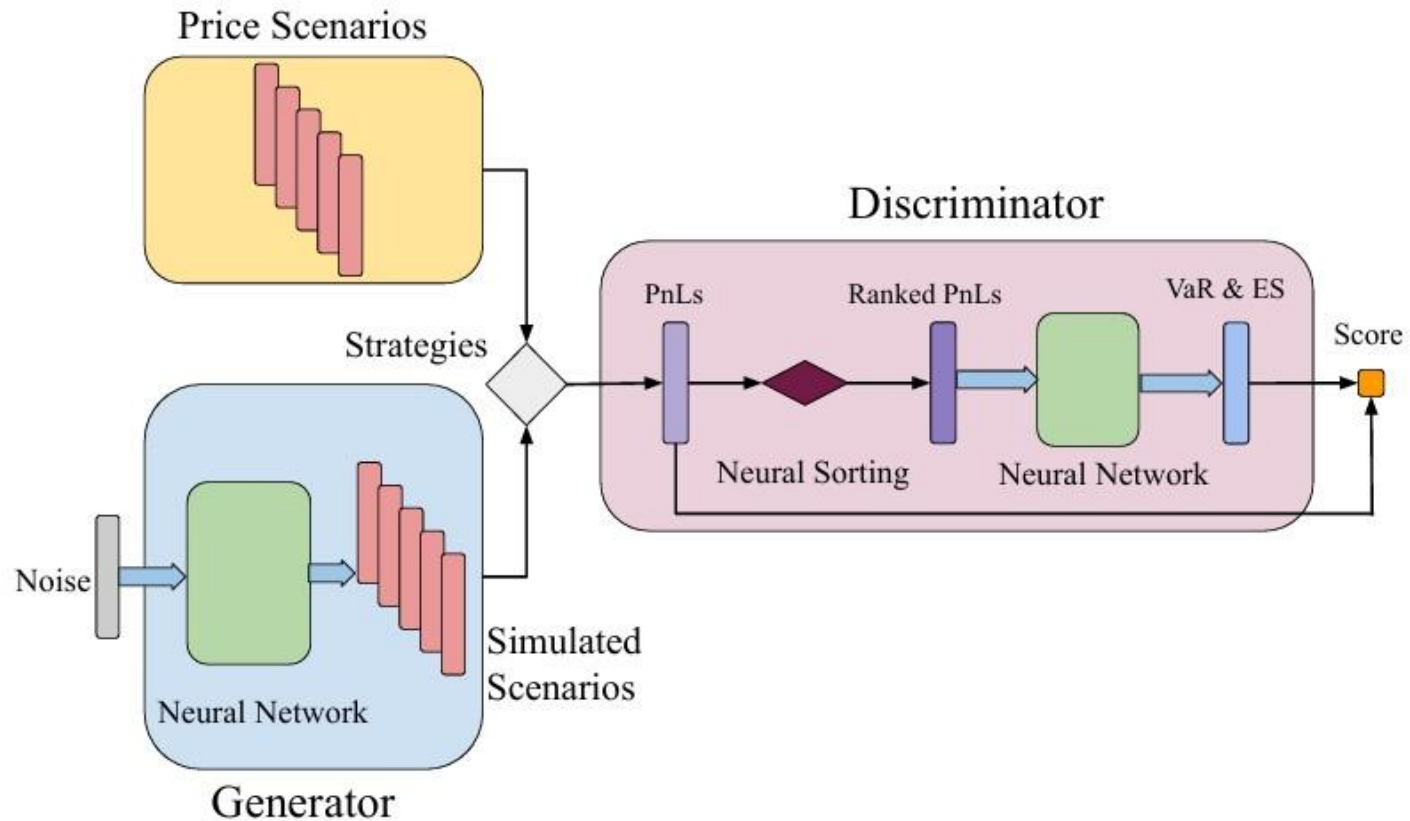 Price Scenarios
Discriminator
PnLs
Ranked PnLs
VaR & ES
Score
Strategies
Neural Sorting
Neural Network
Noise
Simulated
Scenarios
Neural Network
Generator